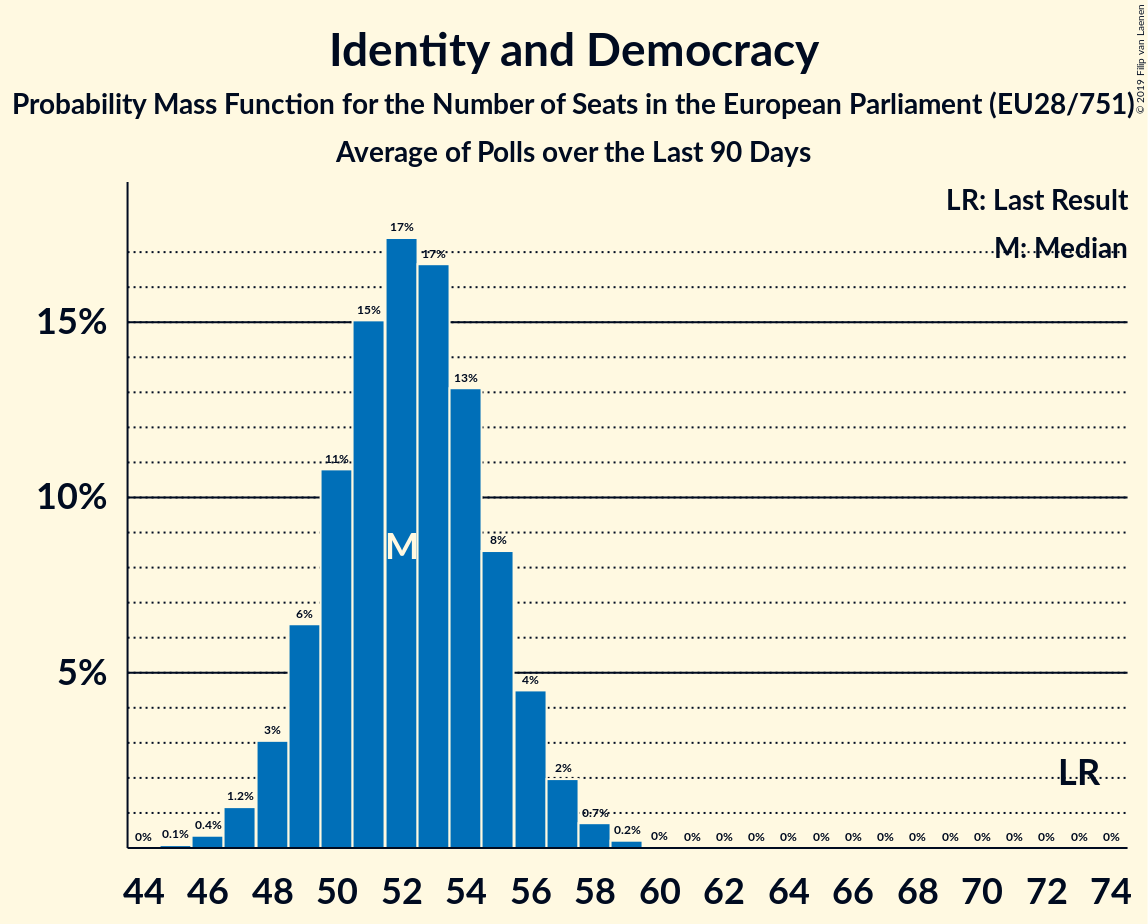 Identity and Democracy
Probability Mass Function for the Number of Seats in the European Parliament (EU28/751)
Average of Polls over the Last 90 Days
© 2019 Filip van Laenen
LR: Last Result
M: Median
15%
10%
5%
0% 0.1% 0.4% 1.2% 3% 6% 11% 15% 17% 17% 13% 8% 4% 2% 0.7% 0.2% 0% 0% 0% 0% 0% 0% 0% 0% 0% 0% 0% 0% 0% 0% 0%
M
LR
44 46 48 50 52 54 56 58 60 62 64 66 68 70 72 74